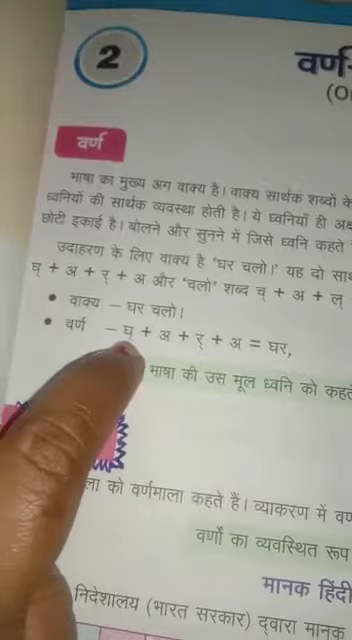 2
वर्ण-
वर्ण
भाषा का मुख्य अंग वाक्य है। वाक्य सार्थक शब्दों के
ध्वनियों की सार्थक व्यवस्था होती है। ये ध्वनियाँ ही अक्ष
छोटी इकाई है। बोलने और सुनने में जिसे ध्वनि कहते
उदाहरण के लिए वाक्य है 'घर चलो।' यह दो सा
घ् + अ + र् + अ और 'चलो' शब्द च् + अ + ल्
• वाक्य – घर चलो।
• वर्ण – घ् + अ + र् + अ = घर,
भाषा की उस मूल ध्वनि को कहते
ला को वर्णमाला कहते हैं। व्याकरण में वर्ण
वर्णों का व्यवस्थित रूप
मानक हिंदी
निदेशालय (भारत सरकार) द्वारा मानक